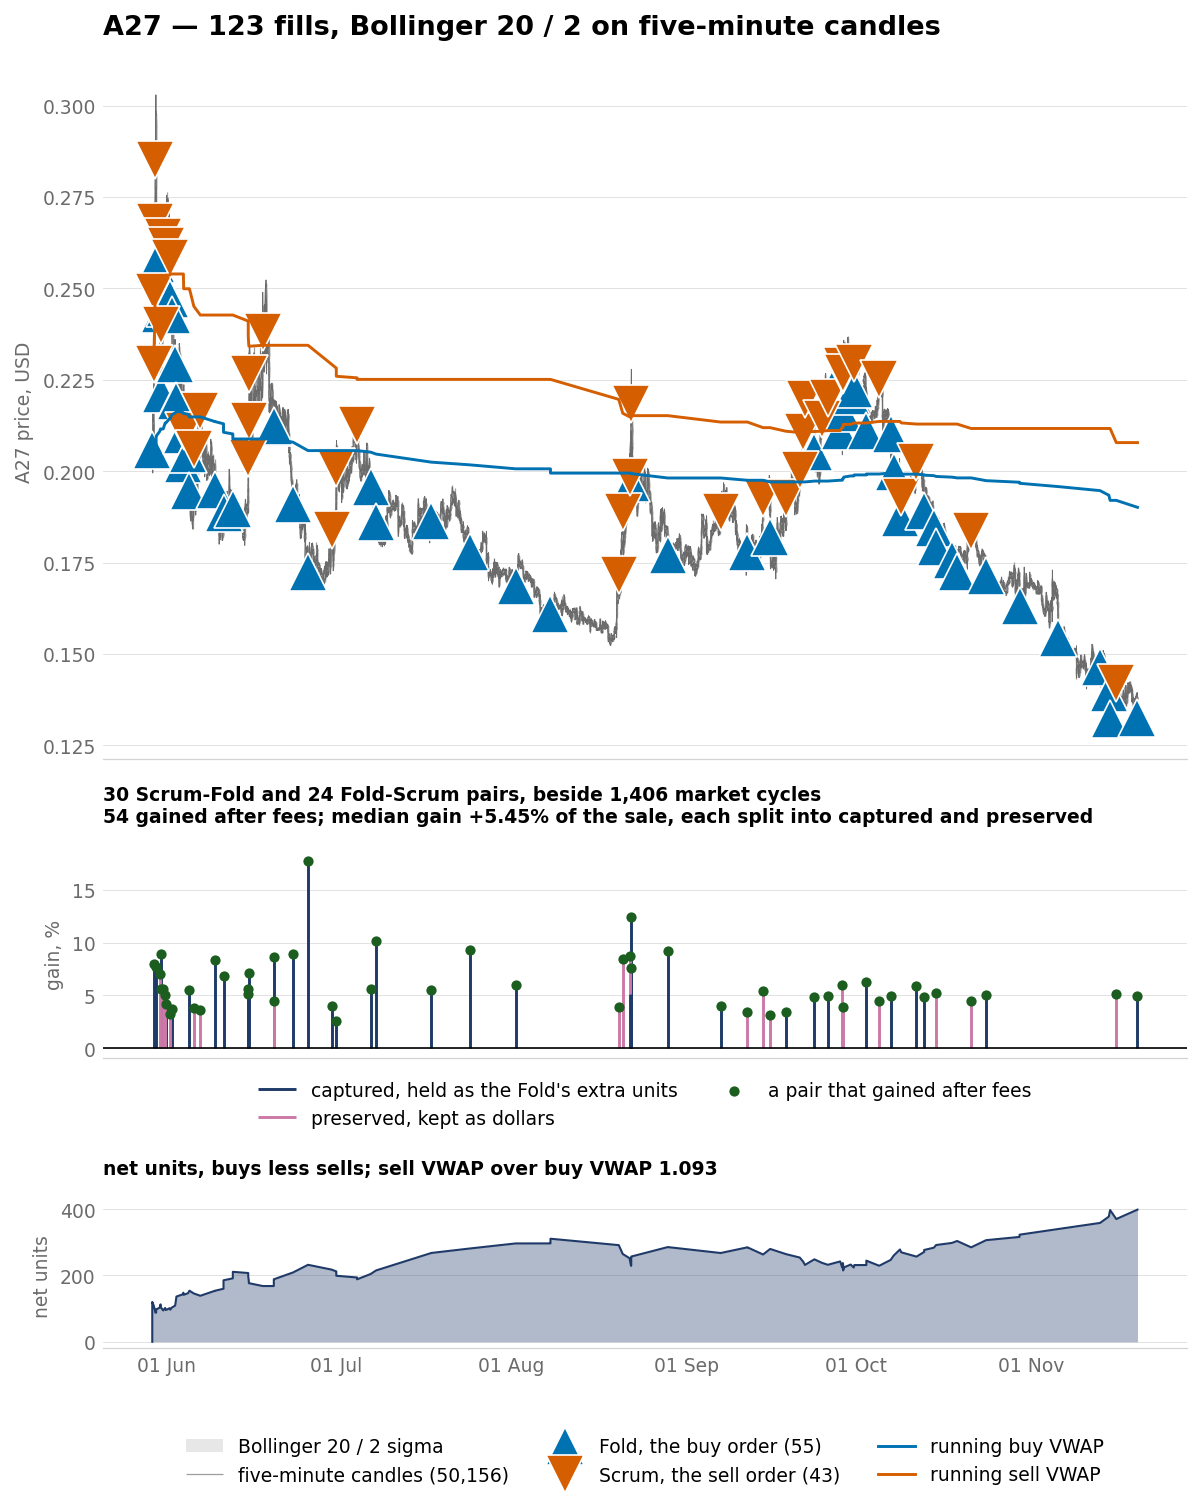 A27 — 123 fills, Bollinger 20 / 2 on five-minute candles
0.300
0.275
0.250
0.225
0.200
0.175
0.150
0.125
A27 price, USD
30 Scrum-Fold and 24 Fold-Scrum pairs, beside 1,406 market cycles
54 gained after fees; median gain +5.45% of the sale, each split into captured and preserved
15
10
5
0
gain, %
captured, held as the Fold's extra units
a pair that gained after fees
preserved, kept as dollars
net units, buys less sells; sell VWAP over buy VWAP 1.093
400
200
0
net units
01 Jun
01 Jul
01 Aug
01 Sep
01 Oct
01 Nov
Bollinger 20 / 2 sigma
Fold, the buy order (55)
running buy VWAP
five-minute candles (50,156)
Scrum, the sell order (43)
running sell VWAP